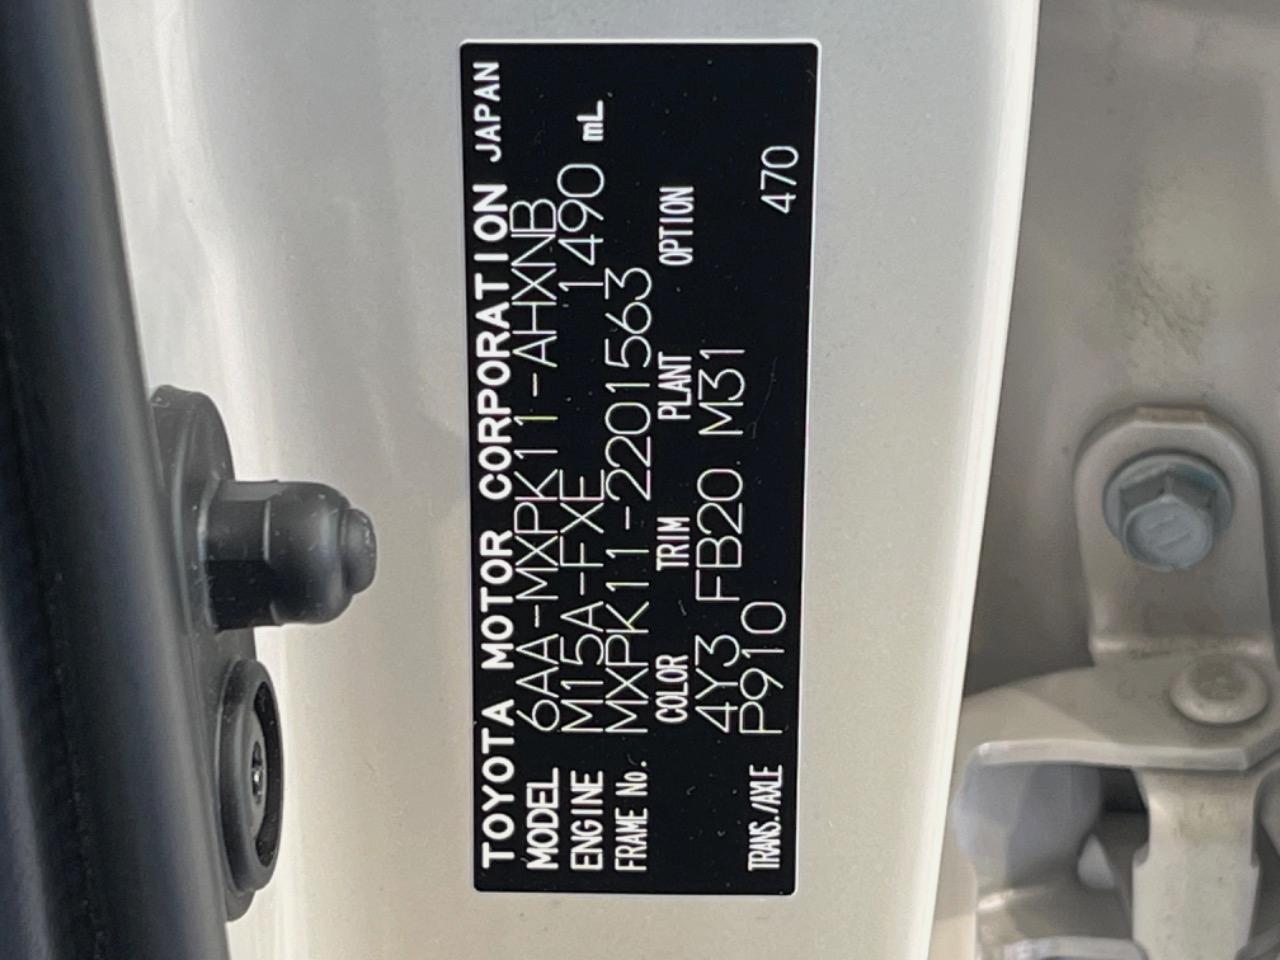 TOYOTA MOTOR CORPORATION JAPAN
MODEL 6AA-MXPK11-AHXNB
ENGINE M15A-FXE 1490 mL
FRAME No. MXPK11-2201563
COLOR TRIM PLANT OPTION
4Y3 FB20 M31
TRANS./AXLE P910 470